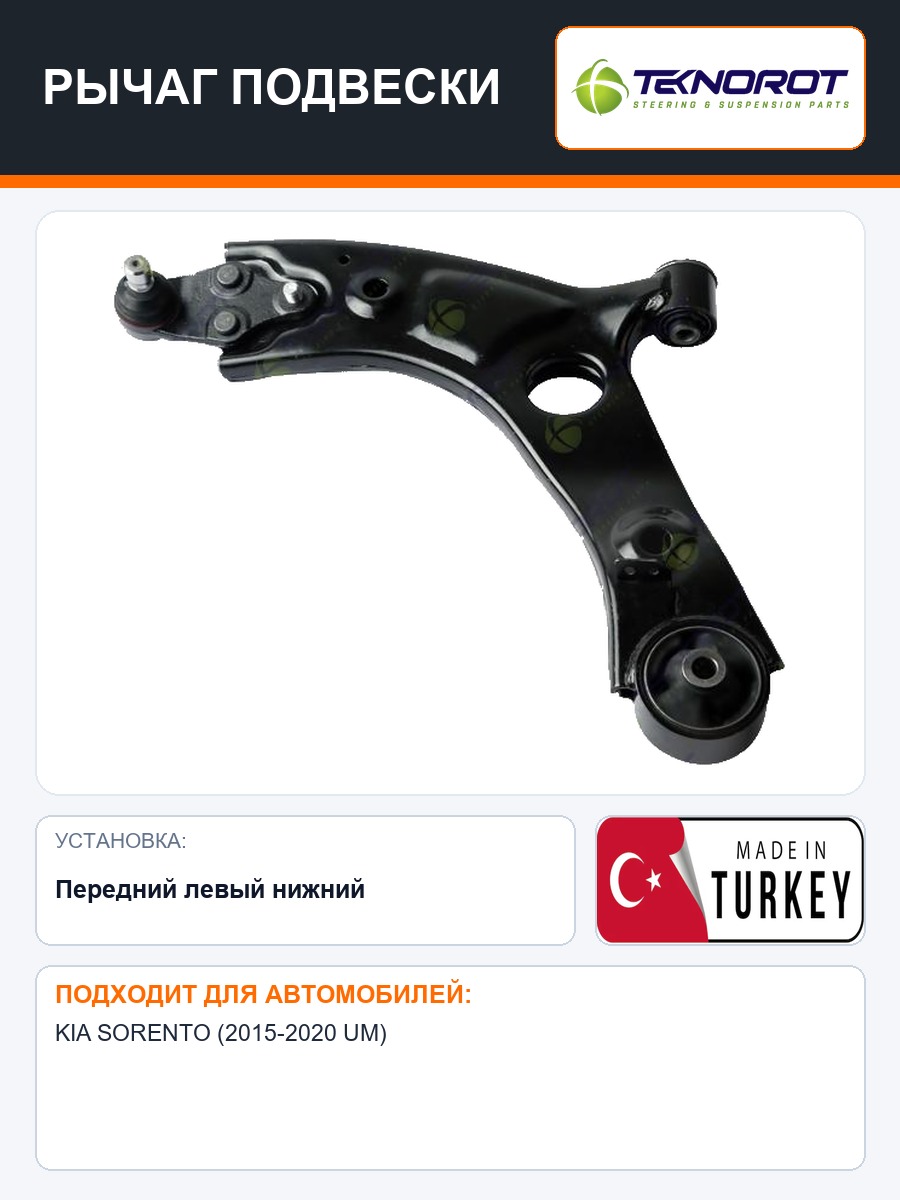 РЫЧАГ ПОДВЕСКИ
TEKNOROT
STEERING & SUSPENSION PARTS
УСТАНОВКА:
Передний левый нижний
MADE IN
TURKEY
ПОДХОДИТ ДЛЯ АВТОМОБИЛЕЙ:
KIA SORENTO (2015-2020 UM)